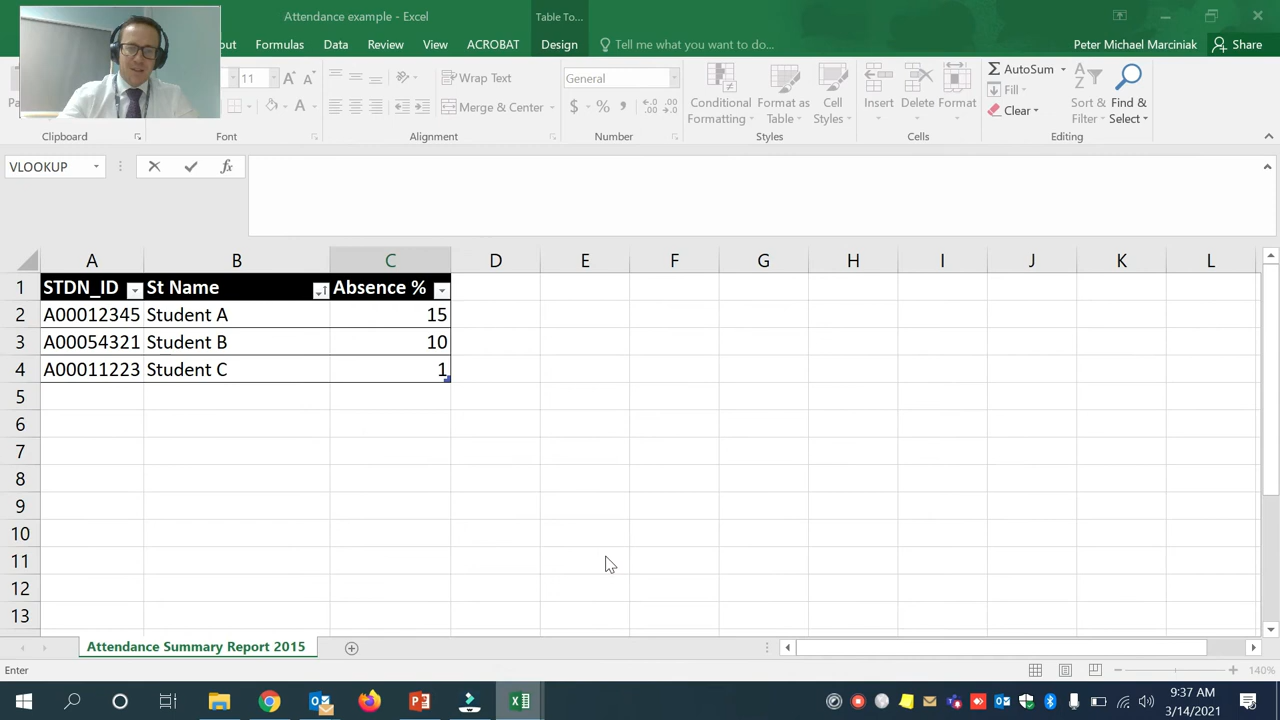 Attendance example - Excel
Table To...
out
Formulas
Data
Review
View
ACROBAT
Design
Tell me what you want to do...
Peter Michael Marciniak
Share
11
A
A
Wrap Text
General
Conditional Formatting
Format as Table
Cell Styles
Insert
Delete
Format
AutoSum
Fill
Clear
Sort & Filter
Find & Select
A
Merge & Center
$ % ,
Clipboard
Font
Alignment
Number
Styles
Cells
Editing
VLOOKUP
fx
A B C D E F G H I J K L
1 STDN_ID St Name Absence %
2 A00012345 Student A 15
3 A00054321 Student B 10
4 A00011223 Student C 1
5
6
7
8
9
10
11
12
13
Attendance Summary Report 2015
Enter
140%
9:37 AM
3/14/2021